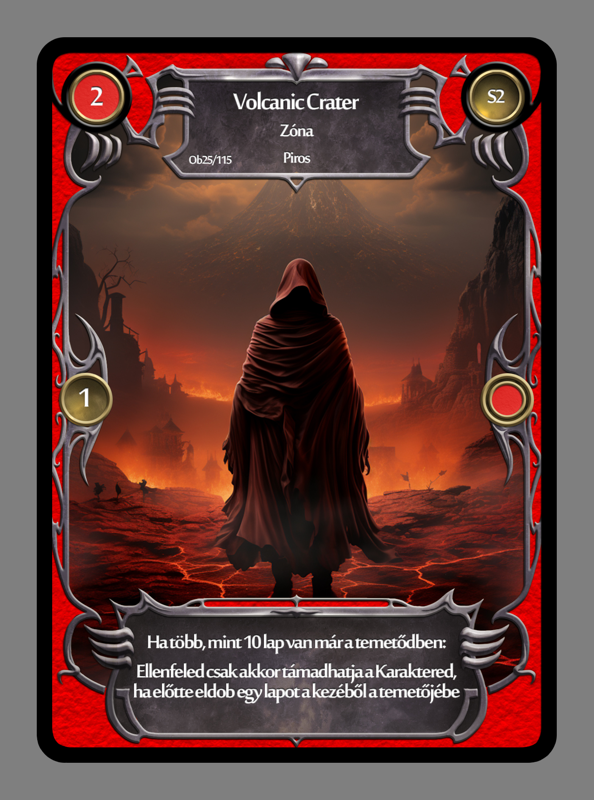 2
Volcanic Crater
S2
Zóna
Ob25/115
Piros
1
Ha több, mint 10 lap van már a temetődben:
Ellenfeled csak akkor támadhatja a Karaktered,
ha előtte eldob egy lapot a kezéből a temetőjébe